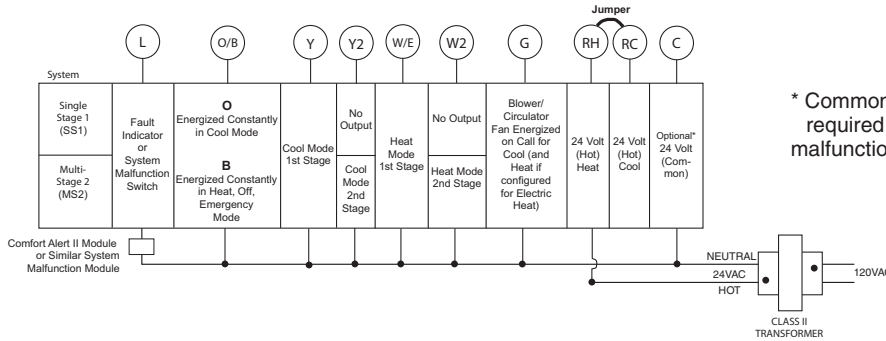 Jumper
L
O/B
Y
Y2
W/E
W2
G
RH
RC
C
System
Single
Stage 1
(SS1)
Multi-
Stage 2
(MS2)
Fault
Indicator
or
System
Malfunction
Switch
O
Energized Constantly
in Cool Mode
B
Energized Constantly
in Heat, Off,
Emergency
Mode
Cool Mode
1st Stage
No
Output
Cool
Mode
2nd
Stage
Heat
Mode
1st Stage
No Output
Heat Mode
2nd Stage
Blower/
Circulator
Fan Energized
on Call for
Cool (and
Heat if
configured
for Electric
Heat)
24 Volt
(Hot)
Heat
24 Volt
(Hot)
Cool
Optional*
24 Volt
(Com-
mon)
* Common
required
malfunctio
Comfort Alert II Module
or Similar System
Malfunction Module
NEUTRAL
24VAC
HOT
120VAC
CLASS II
TRANSFORMER